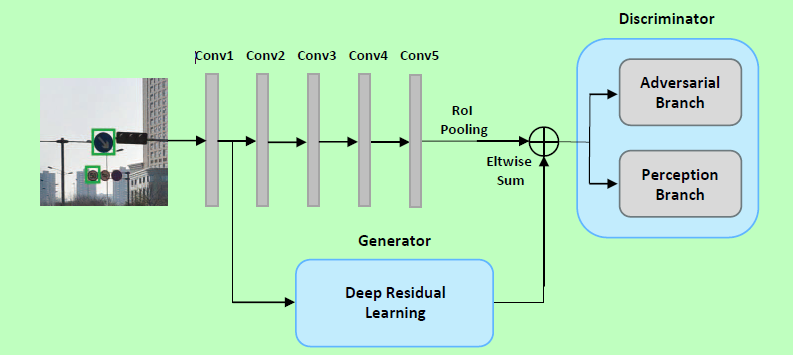 Discriminator
Conv1 Conv2 Conv3 Conv4 Conv5
Adversarial
Branch
RoI
Pooling
Eltwise
Sum
Perception
Branch
Generator
Deep Residual
Learning